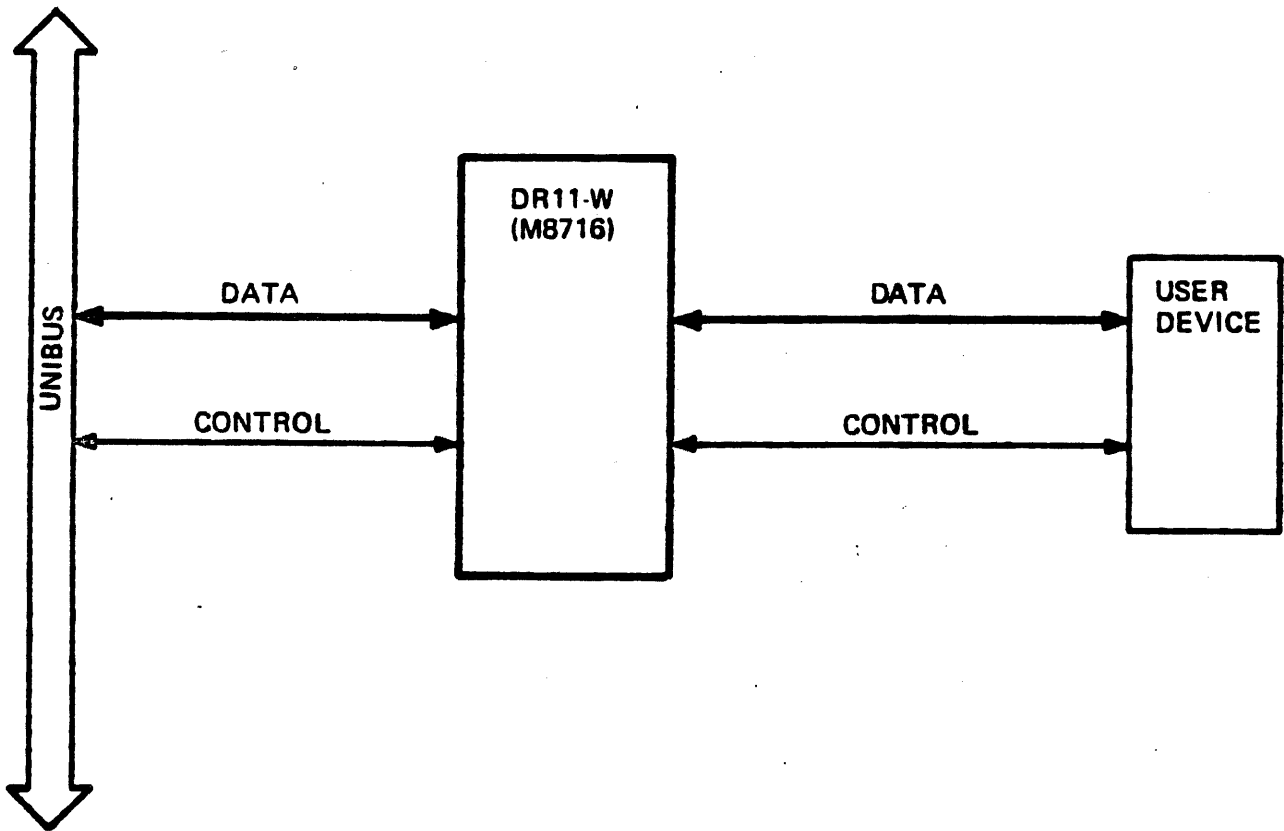 DR11-W
(M8716)
DATA
DATA
USER
DEVICE
UNIBUS
CONTROL
CONTROL